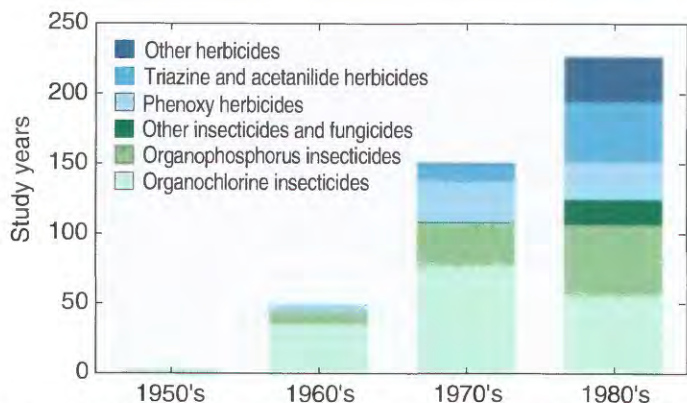 250
200
150
100
50
0
Study years
Other herbicides
Triazine and acetanilide herbicides
Phenoxy herbicides
Other insecticides and fungicides
Organophosphorus insecticides
Organochlorine insecticides
1950's 1960's 1970's 1980's